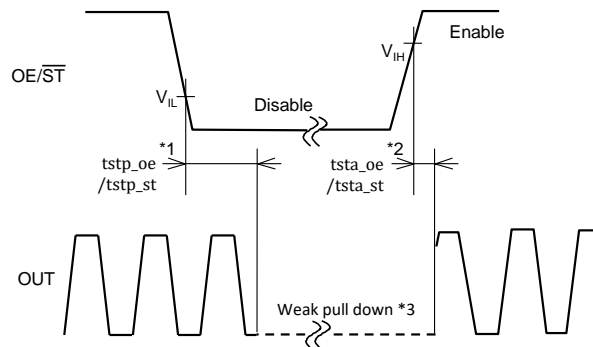 Enable
OE/ST
VIH
VIL
Disable
*1
tstp_oe
/tstp_st
*2
tsta_oe
/tsta_st
OUT
Weak pull down *3